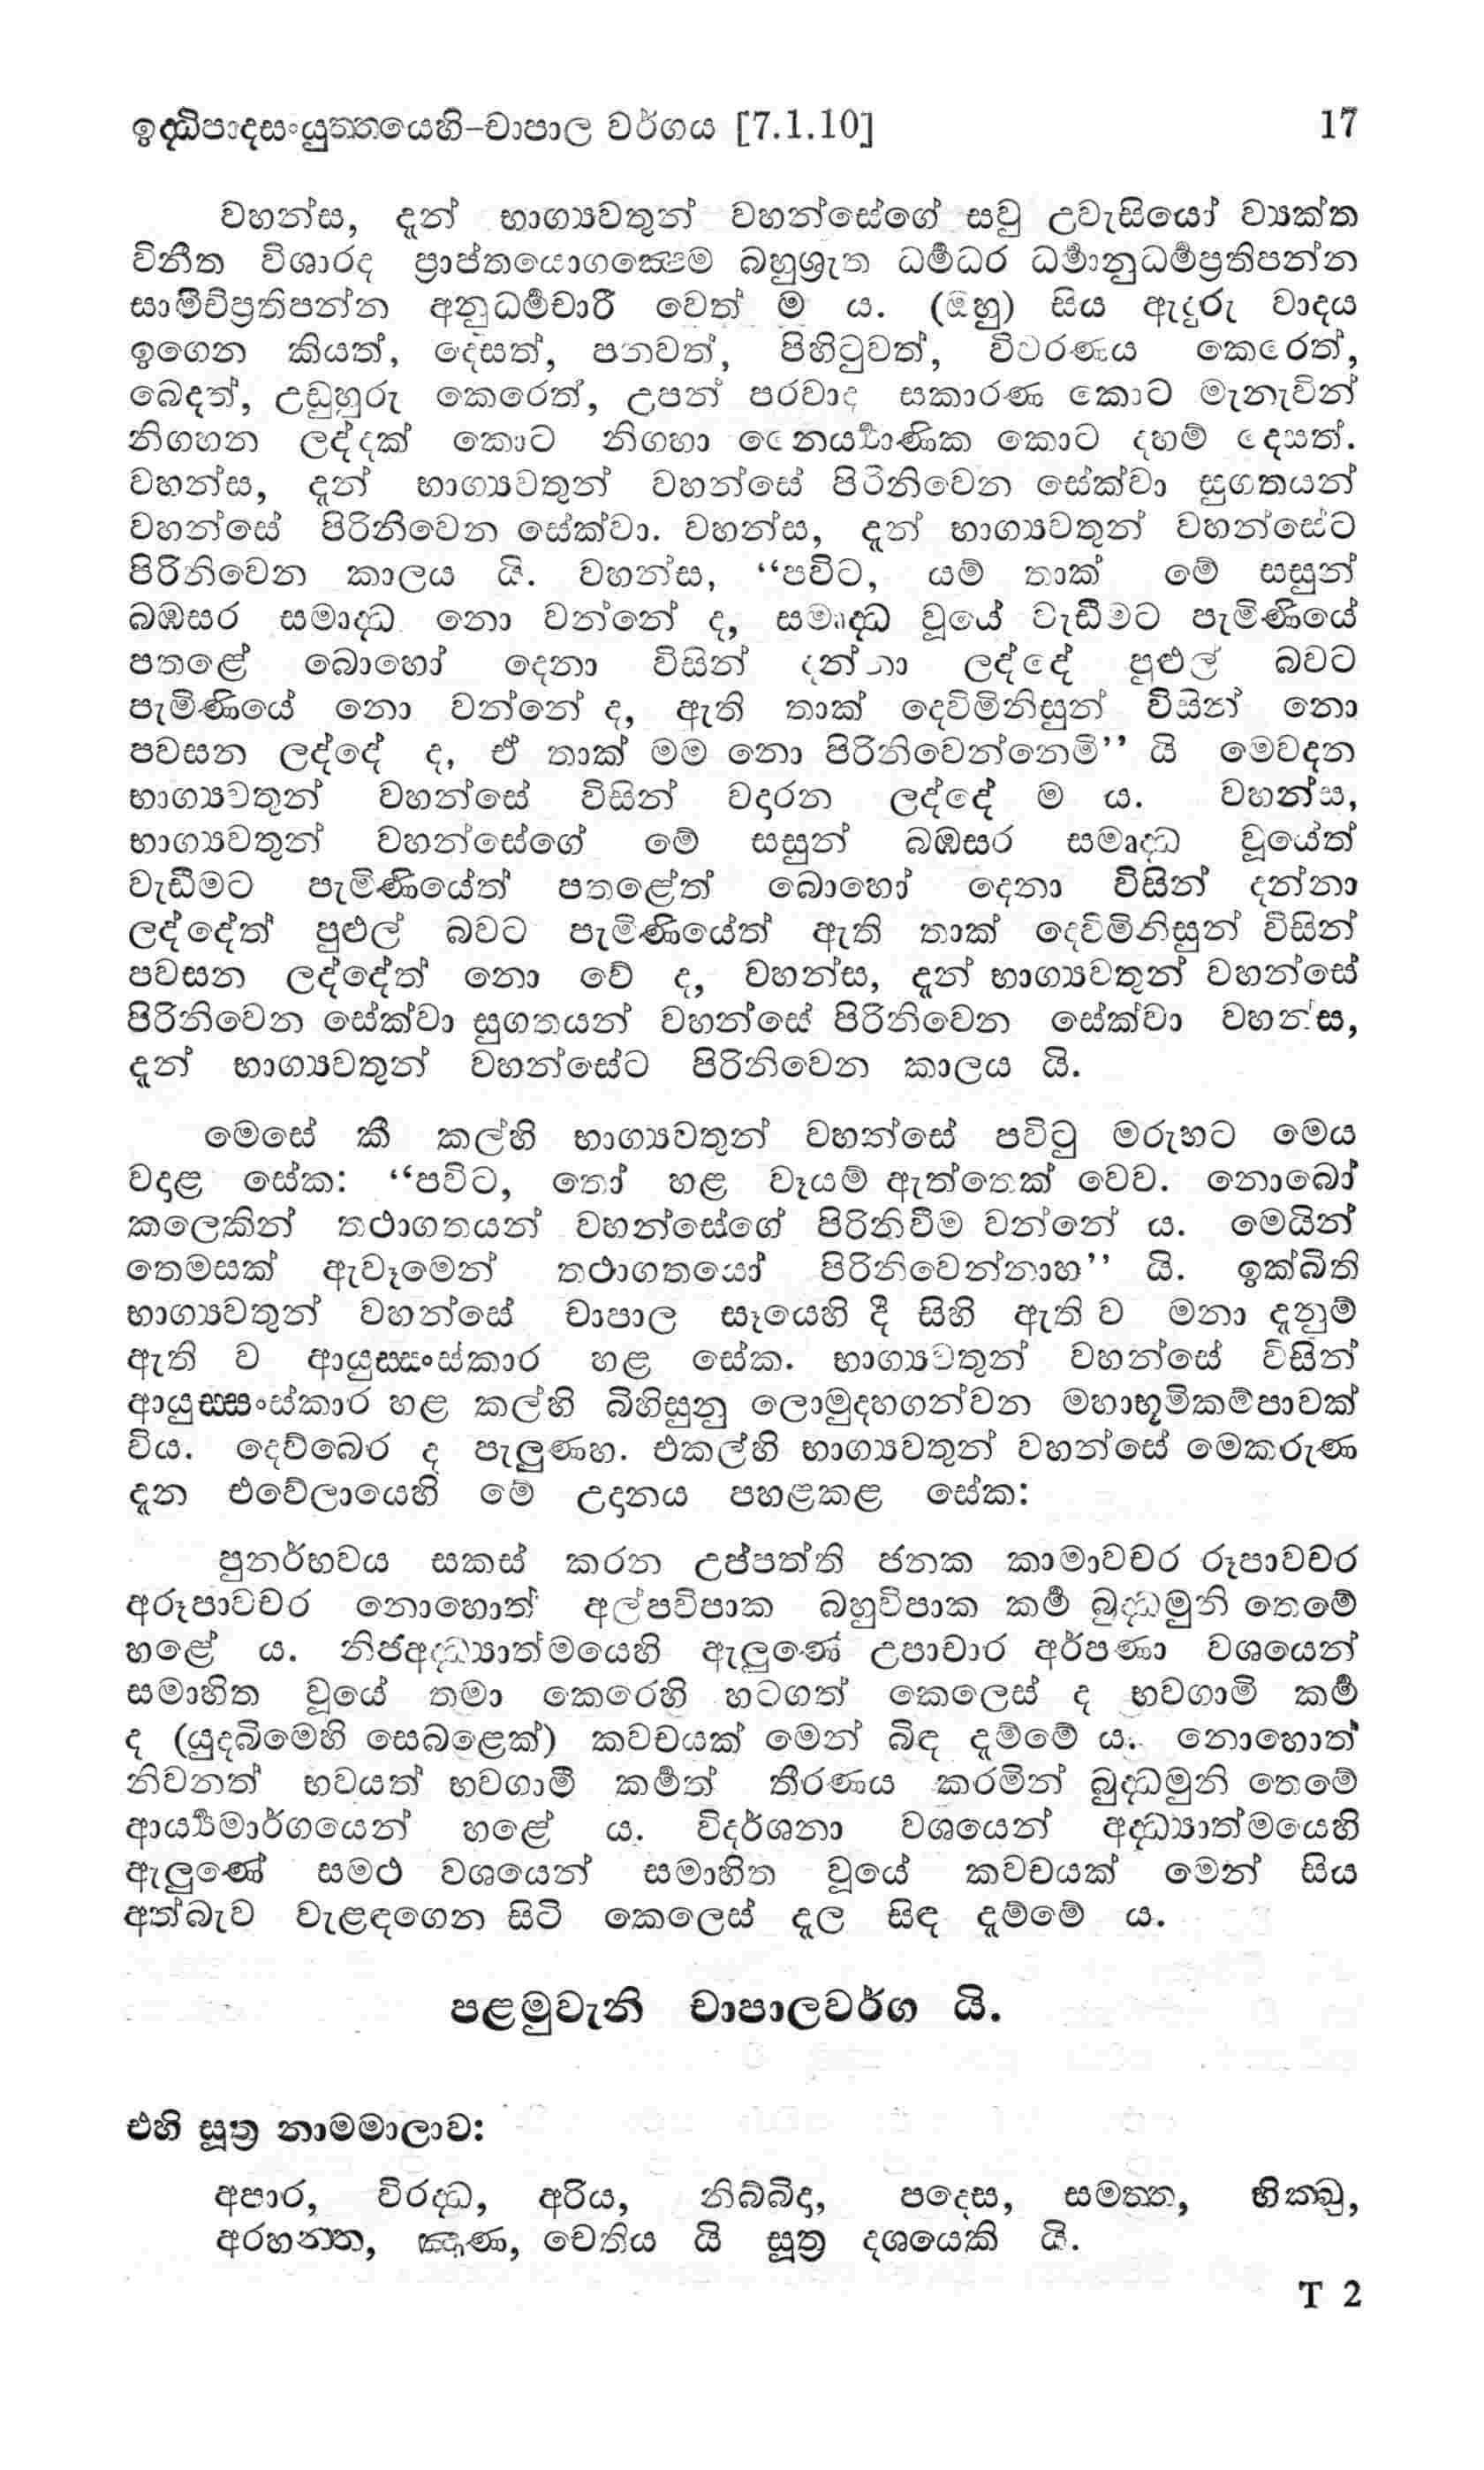 ඉද්ධිපාදසංයුත්තයෙහි–චාපාල වර්ගය [7.1.10] 17
වහන්ස, දැන් භාග්‍යවතුන් වහන්සේගේ සව් උවැසියෝ ව්‍යක්ත
විනීත විශාරද ප්‍රාප්තයොගක්‍ෂෙම බහුශ්‍රැත ධර්‍මධර ධර්‍මානුධර්‍මප්‍රතිපන්න
සාමීචිප්‍රතිපන්න අනුධර්‍මචාරී වෙත් ම ය. (ඔහු) සිය ඇදුරු වාදය
ඉගෙන කියත්, දෙසත්, පනවත්, පිහිටුවත්, විවරණය කෙරෙත්,
බෙදත්, උඩුහුරු කෙරෙත්, උපන් පරවාද සකාරණ කොට මැනැවින්
නිගහන ලද්දක් කොට නිගහා නෛර්‍ය්‍යාණික කොට දහම් දෙසත්.
වහන්ස, දැන් භාග්‍යවතුන් වහන්සේ පිරිනිවෙන සේක්වා සුගතයන්
වහන්සේ පිරිනිවෙන සේක්වා. වහන්ස, දැන් භාග්‍යවතුන් වහන්සේට
පිරිනිවෙන කාලය යි. වහන්ස, “පවිට, යම් තාක් මේ සසුන්
බඹසර සමෘද්ධ නො වන්නේ ද, සමෘද්ධ වූයේ වැඩීමට පැමිණියේ
පතළේ බොහෝ දෙනා විසින් දන්නා ලද්දේ පුළුල් බවට
පැමිණියේ නො වන්නේ ද, ඇති තාක් දෙව්මිනිසුන් විසින් නො
පවසන ලද්දේ ද, ඒ තාක් මම නො පිරිනිවෙන්නෙමි” යි මෙවදන
භාග්‍යවතුන් වහන්සේ විසින් වදාරන ලද්දේ ම ය. වහන්ස,
භාග්‍යවතුන් වහන්සේගේ මේ සසුන් බඹසර සමෘද්ධ වූයේත්
වැඩීමට පැමිණියේත් පතළේත් බොහෝ දෙනා විසින් දන්නා
ලද්දේත් පුළුල් බවට පැමිණියේත් ඇති තාක් දෙව්මිනිසුන් විසින්
පවසන ලද්දේත් නො වේ ද, වහන්ස, දැන් භාග්‍යවතුන් වහන්සේ
පිරිනිවෙන සේක්වා සුගතයන් වහන්සේ පිරිනිවෙන සේක්වා වහන්ස,
දැන් භාග්‍යවතුන් වහන්සේට පිරිනිවෙන කාලය යි.
මෙසේ කී කල්හි භාග්‍යවතුන් වහන්සේ පවිටු මරුහට මෙය
වදාළ සේක: “පවිට, තෝ හළ වෑයම් ඇත්තෙක් වෙව. නොබෝ
කලෙකින් තථාගතයන් වහන්සේගේ පිරිනිවීම වන්නේ ය. මෙයින්
තෙමසක් ඇවෑමෙන් තථාගතයෝ පිරිනිවෙන්නාහ” යි. ඉක්බිති
භාග්‍යවතුන් වහන්සේ චාපාල සෑයෙහි දී සිහි ඇති ව මනා දැනුම්
ඇති ව ආයුස්සංස්කාර හළ සේක. භාග්‍යවතුන් වහන්සේ විසින්
ආයුස්සංස්කාර හළ කල්හි බිහිසුනු ලොමුදහගන්වන මහාභූමිකම්පාවක්
විය. දෙව්බෙර ද පැලුණහ. එකල්හි භාග්‍යවතුන් වහන්සේ මෙකරුණ
දැන එවේලායෙහි මේ උදානය පහළකළ සේක:
පුනර්භවය සකස් කරන උප්පත්ති ජනක කාමාවචර රූපාවචර
අරූපාවචර නොහොත් අල්පවිපාක බහුවිපාක කර්‍ම බුද්ධමුනි තෙමේ
හළේ ය. නිජඅද්ධ්‍යාත්මයෙහි ඇලුණේ උපාචාර අර්පණා වශයෙන්
සමාහිත වූයේ තමා කෙරෙහි හටගත් කෙලෙස් ද භවගාමි කර්‍ම
ද (යුදබිමෙහි සෙබළෙක්) කවචයක් මෙන් බිඳ දැම්මේ ය. නොහොත්
නිවනත් භවයත් භවගාමී කර්‍මත් තීරණය කරමින් බුද්ධමුනි තෙමේ
ආර්‍ය්‍යමාර්ගයෙන් හළේ ය. විදර්ශනා වශයෙන් අද්ධ්‍යාත්මයෙහි
ඇලුණේ සමථ වශයෙන් සමාහිත වූයේ කවචයක් මෙන් සිය
අත්බැව වැළඳගෙන සිටි කෙලෙස් දැල සිඳ දැම්මේ ය.
පළමුවැනි චාපාලවර්ග යි.
එහි සූත්‍ර නාමමාලාව:
අපාර, විරද්ධ, අරිය, නිබ්බිදා, පදෙස, සමත්ත, භික්ඛු,
අරහන්ත, ඤාණ, චෙතිය යි සූත්‍ර දශයෙකි යි.
T 2